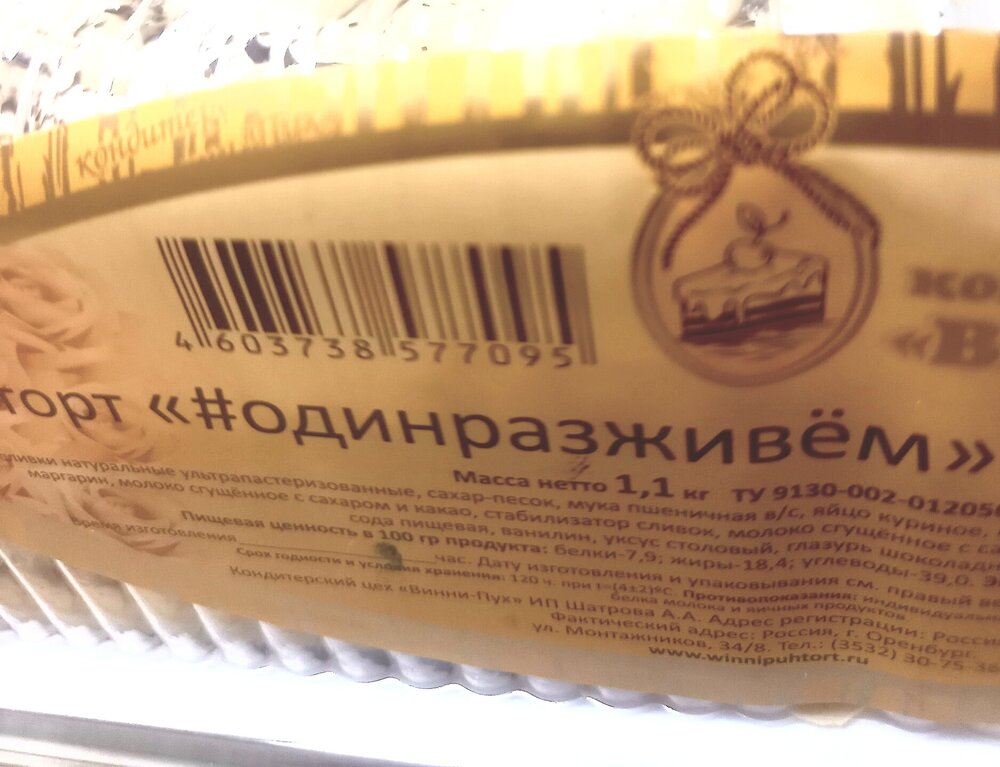 кондитерс
4 603738 577095
ко
«В
торт «#одинразживём»
Масса нетто 1,1 кг ТУ 9130-002-012056
сливки натуральные ультрапастеризованные, сахар-песок, мука пшеничная в/с, яйцо куриное,
маргарин, молоко сгущённое с сахаром и какао, стабилизатор сливок, молоко сгущённое с са
сода пищевая, ванилин, уксус столовый, глазурь шоколадн
Пищевая ценность в 100 гр продукта: белки-7,9; жиры-18,4; углеводы-39,0. Э
Время изготовления час. Дату изготовления и упаковывания см. правый ве
Срок годности и условия хранения: 120 ч. при t=(4±2)ºС. Противопоказания: индивидуальн
белка молока и яичных продуктов
Кондитерский цех «Винни-Пух» ИП Шатрова А.А. Адрес регистрации: Росси
Фактический адрес: Россия, г. Оренбург,
ул. Монтажников, 34/8. Тел.: (3532) 30-75-38
www.winnipuhtort.ru